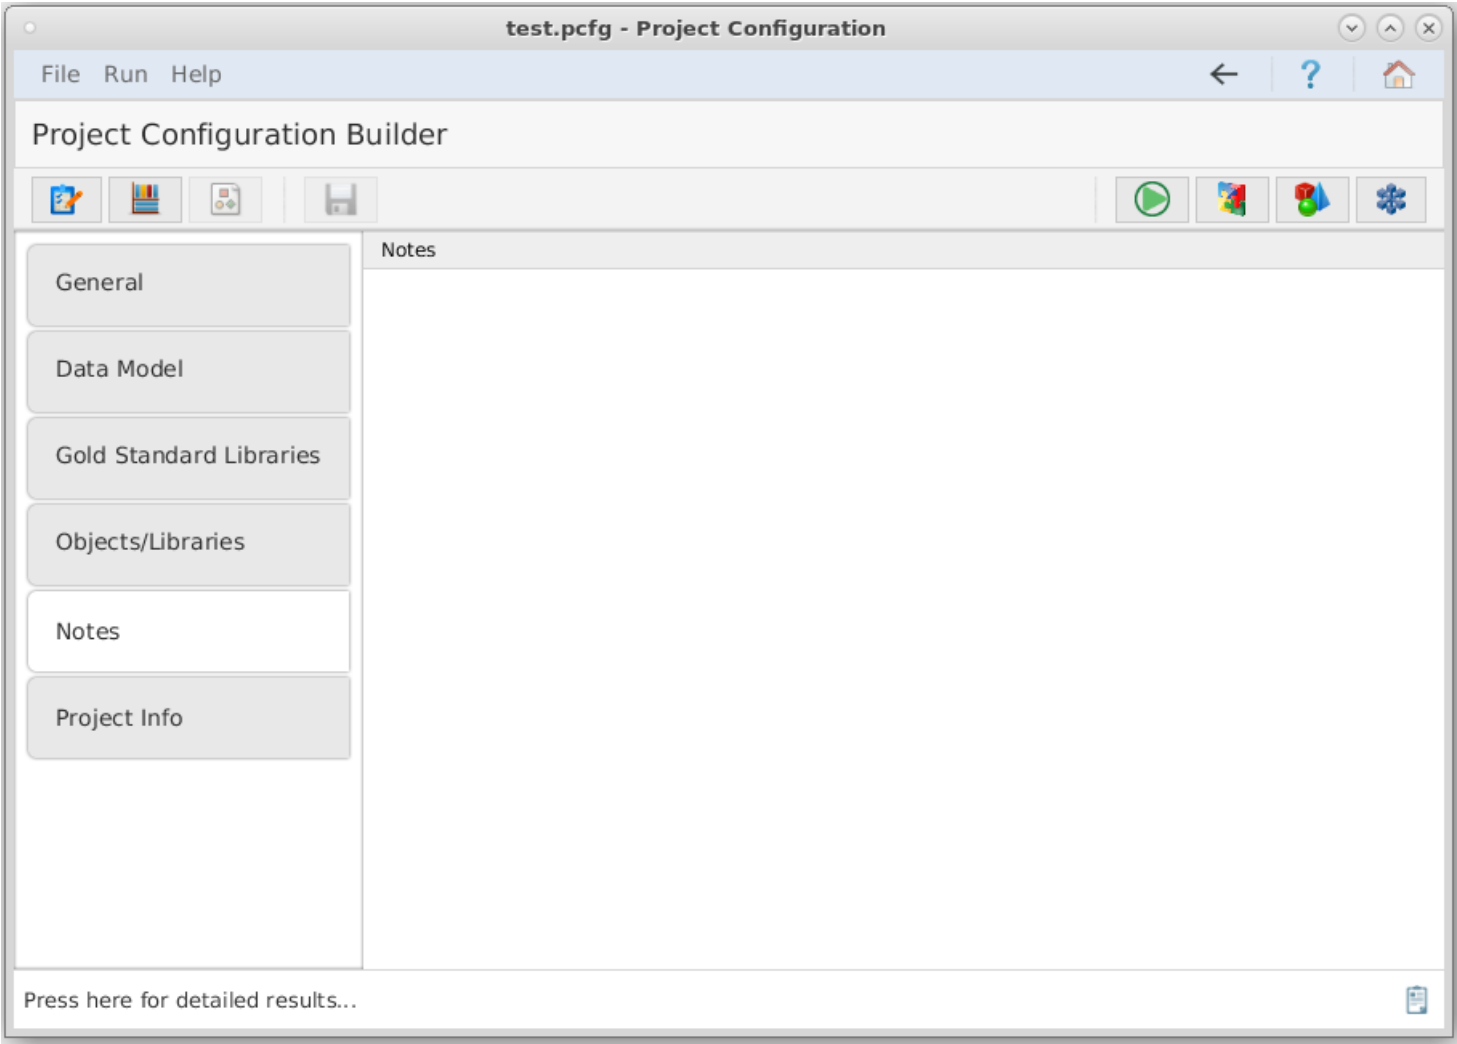 test.pcfg - Project Configuration
File Run Help
?
Project Configuration Builder
General
Data Model
Gold Standard Libraries
Objects/Libraries
Notes
Project Info
Notes
Press here for detailed results...